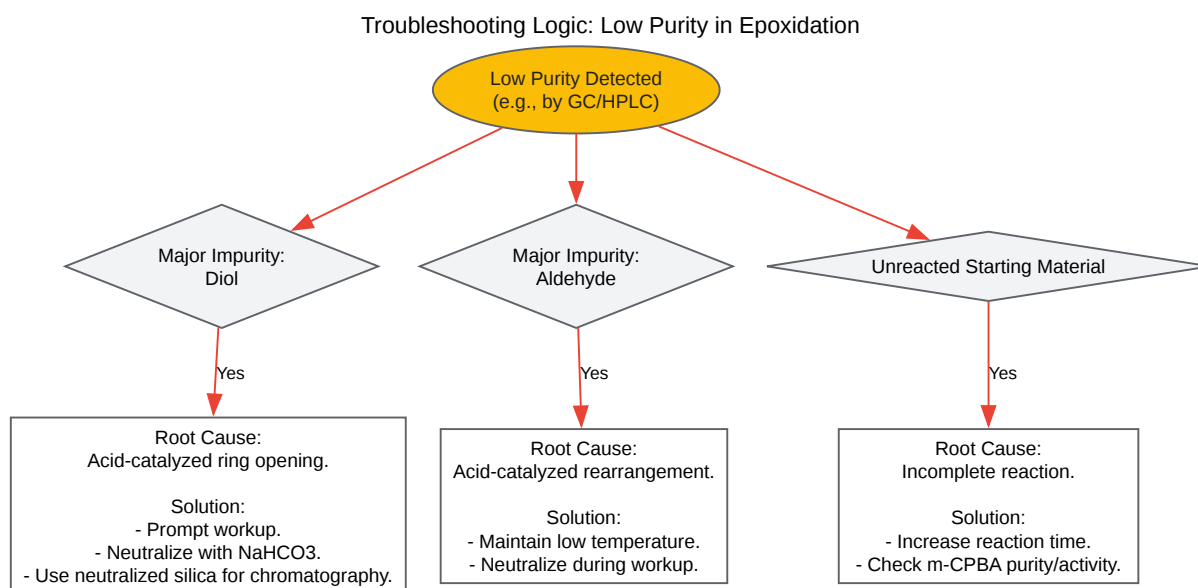 Troubleshooting Logic: Low Purity in Epoxidation
Low Purity Detected
(e.g., by GC/HPLC)
Major Impurity:
Diol
Major Impurity:
Aldehyde
Unreacted Starting Material
Yes
Yes
Yes
Root Cause:
Acid-catalyzed ring opening.
Solution:
- Prompt workup.
- Neutralize with NaHCO3.
- Use neutralized silica for chromatography.
Root Cause:
Acid-catalyzed rearrangement.
Solution:
- Maintain low temperature.
- Neutralize during workup.
Root Cause:
Incomplete reaction.
Solution:
- Increase reaction time.
- Check m-CPBA purity/activity.